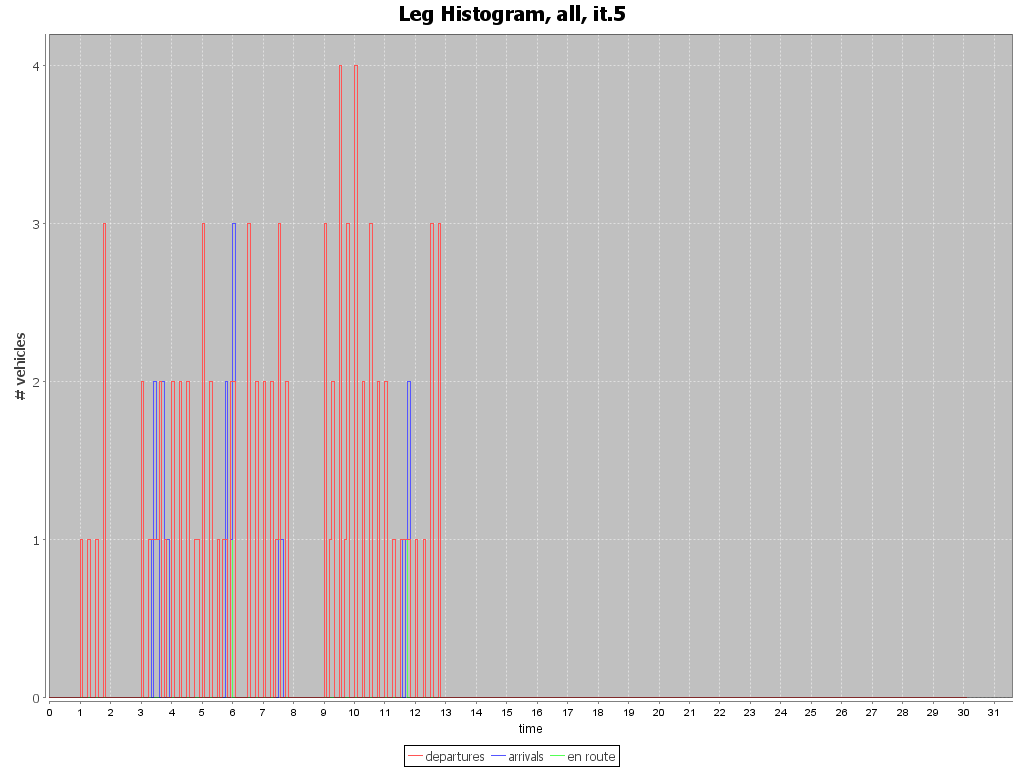 Leg Histogram, all, it.5
4
3
2
1
0
# vehicles
0 1 2 3 4 5 6 7 8 9 10 11 12 13 14 15 16 17 18 19 20 21 22 23 24 25 26 27 28 29 30 31
time
departures arrivals en route